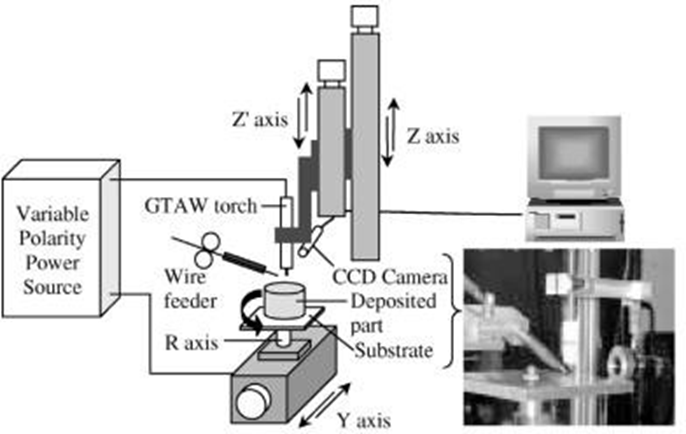 Z' axis
Z axis
GTAW torch
Variable
Polarity
Power
Source
Wire
feeder
CCD Camera
Deposited
part
R axis
Substrate
Y axis